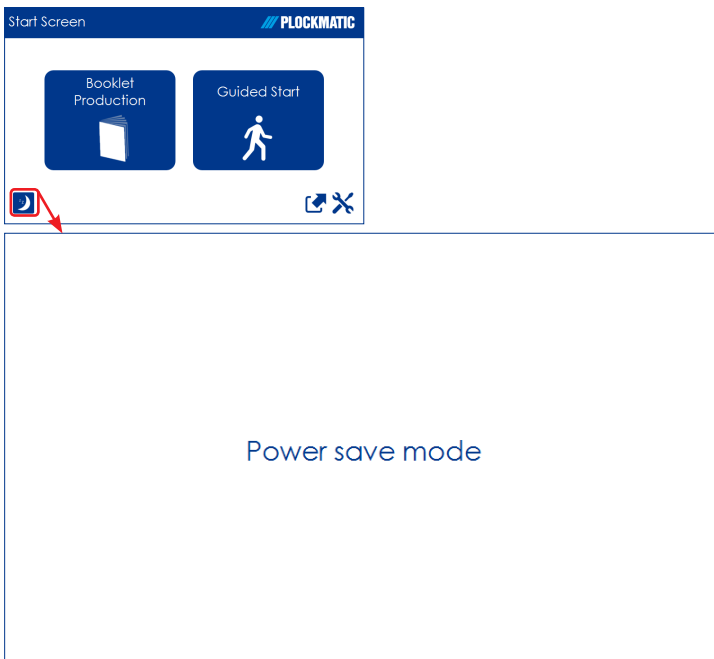 Start Screen
PLOCKMATIC
Booklet
Production
Guided Start
Power save mode